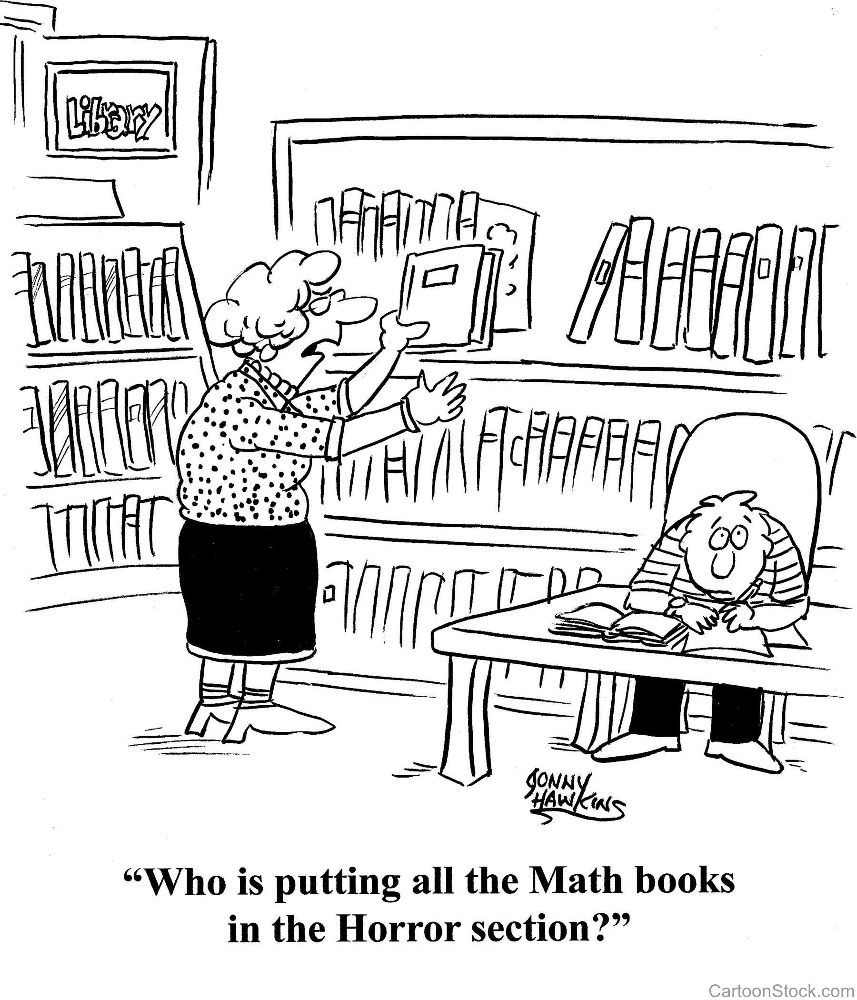 Library
JONNY
HAWKINS
“Who is putting all the Math books
in the Horror section?”
CartoonStock.com